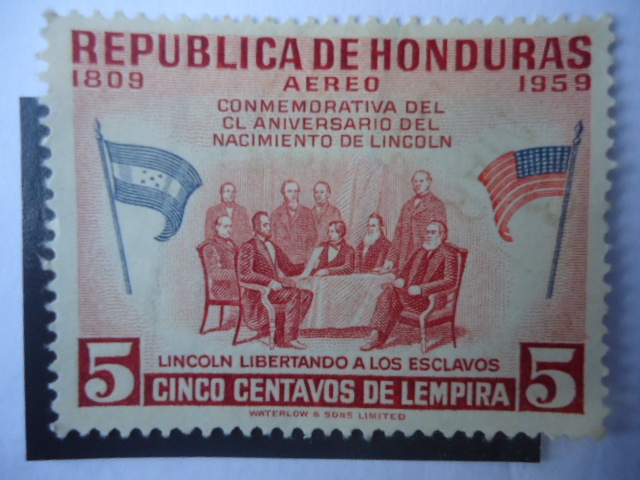 REPUBLICA DE HONDURAS
1809 AEREO 1959
CONMEMORATIVA DEL
CL ANIVERSARIO DEL
NACIMIENTO DE LINCOLN
LINCOLN LIBERTANDO A LOS ESCLAVOS
5 CINCO CENTAVOS DE LEMPIRA 5
WATERLOW & SONS LIMITED